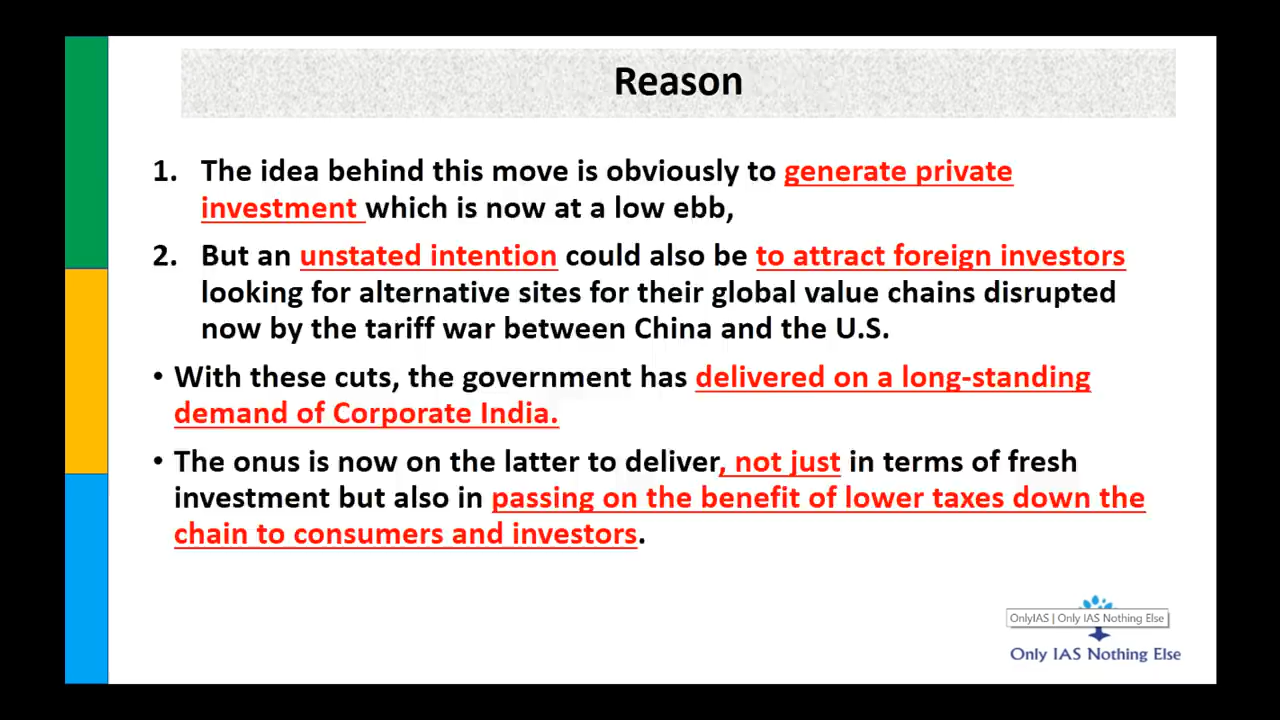 Reason
1. The idea behind this move is obviously to generate private
investment which is now at a low ebb,
2. But an unstated intention could also be to attract foreign investors
looking for alternative sites for their global value chains disrupted
now by the tariff war between China and the U.S.
• With these cuts, the government has delivered on a long-standing
demand of Corporate India.
• The onus is now on the latter to deliver, not just in terms of fresh
investment but also in passing on the benefit of lower taxes down the
chain to consumers and investors.
OnlyIAS | Only IAS Nothing Else
Only IAS Nothing Else